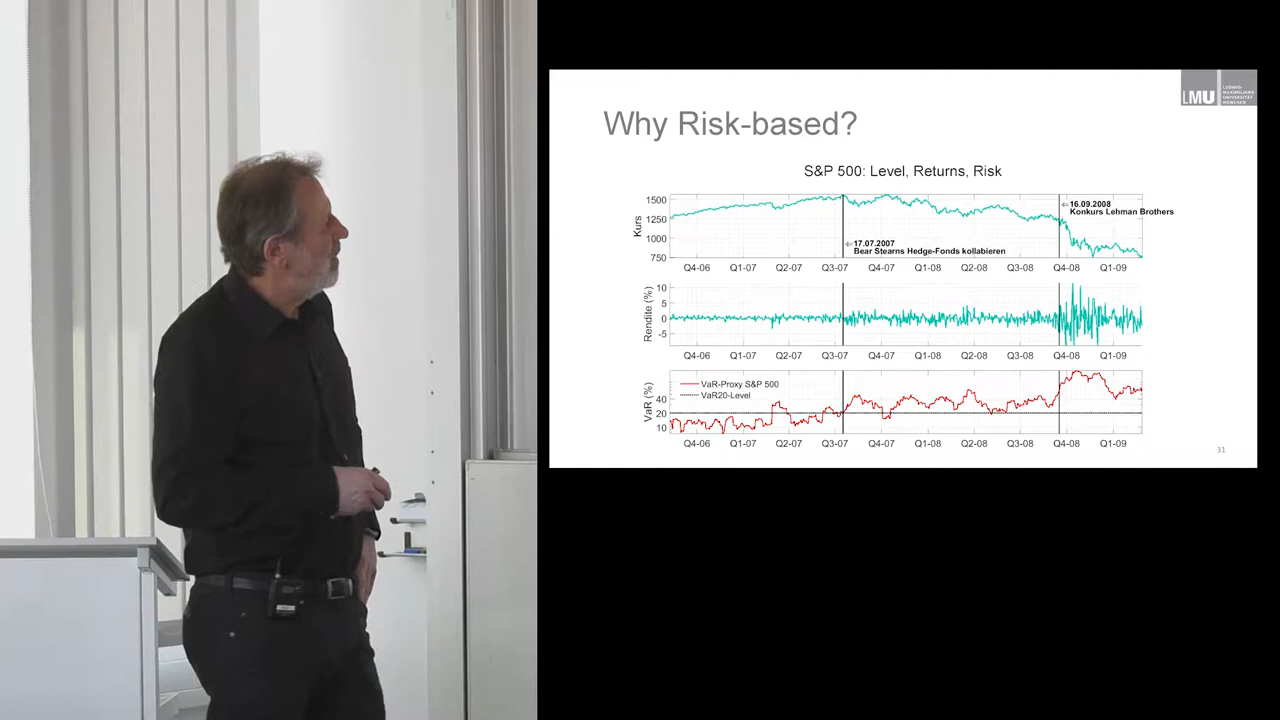 LMU
LUDWIG-
MAXIMILIANS-
UNIVERSITÄT
MÜNCHEN
Why Risk-based?
S&P 500: Level, Returns, Risk
Kurs
1500
1250
1000
750
⇐16.09.2008
Konkurs Lehman Brothers
⇐17.07.2007
Bear Stearns Hedge-Fonds kollabieren
Q4-06 Q1-07 Q2-07 Q3-07 Q4-07 Q1-08 Q2-08 Q3-08 Q4-08 Q1-09
Rendite (%)
10
5
0
-5
Q4-06 Q1-07 Q2-07 Q3-07 Q4-07 Q1-08 Q2-08 Q3-08 Q4-08 Q1-09
VaR (%)
40
20
10
VaR-Proxy S&P 500
VaR20-Level
Q4-06 Q1-07 Q2-07 Q3-07 Q4-07 Q1-08 Q2-08 Q3-08 Q4-08 Q1-09
31